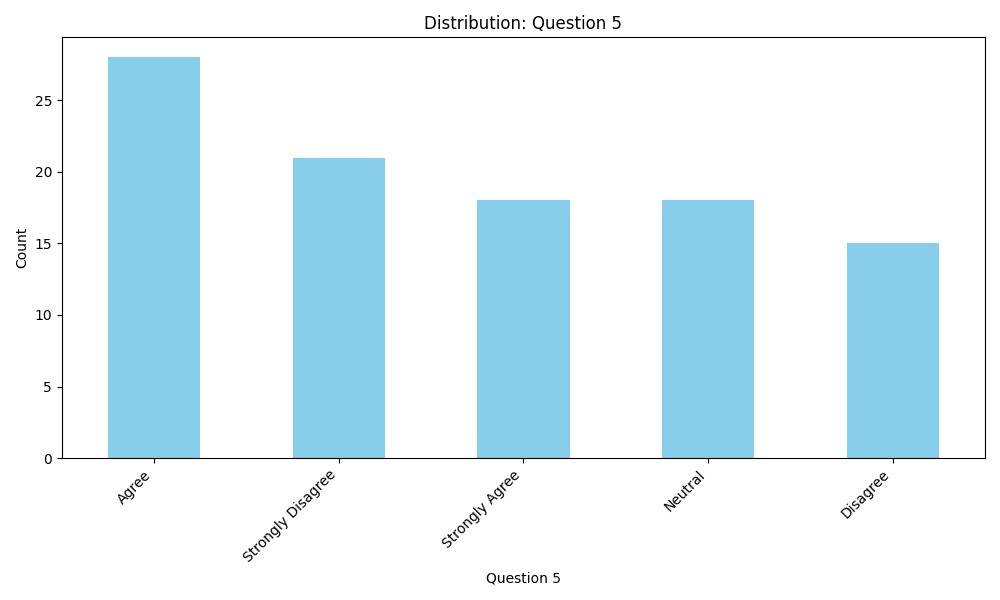 Distribution: Question 5
Count
25
20
15
10
5
0
Agree
Strongly Disagree
Strongly Agree
Neutral
Disagree
Question 5